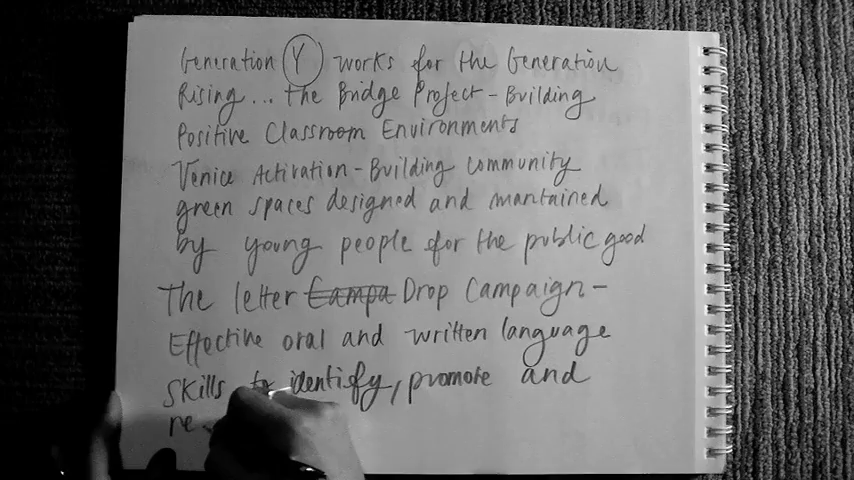 Generation Y works for the Generation
Rising... the Bridge Project - Building
Positive Classroom Environments
Venice Activation - Building community
green spaces designed and mantained
by young people for the public good
The letter Campa Drop Campaign -
Effective oral and written language
skills to identify, promote and
re